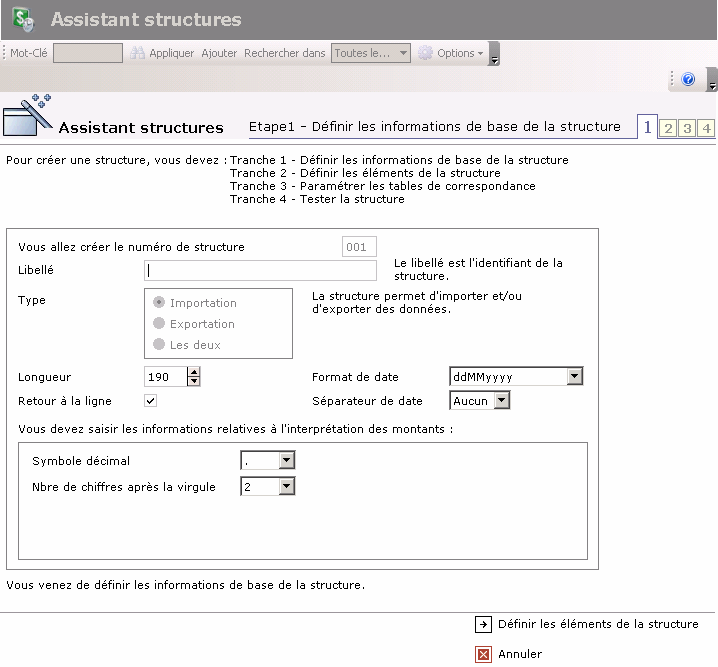 Assistant structures
Mot-Clé Appliquer Ajouter Rechercher dans Toutes le... Options
Assistant structures
Etape1 - Définir les informations de base de la structure
1 2 3 4
Pour créer une structure, vous devez : Tranche 1 - Définir les informations de base de la structure
Tranche 2 - Définir les éléments de la structure
Tranche 3 - Paramétrer les tables de correspondance
Tranche 4 - Tester la structure
Vous allez créer le numéro de structure 001
Libellé
Le libellé est l'identifiant de la
structure.
Type
Importation
Exportation
Les deux
La structure permet d'importer et/ou
d'exporter des données.
Longueur 190 Format de date ddMMyyyy
Retour à la ligne Séparateur de date Aucun
Vous devez saisir les informations relatives à l'interprétation des montants :
Symbole décimal .
Nbre de chiffres après la virgule 2
Vous venez de définir les informations de base de la structure.
Définir les éléments de la structure
Annuler